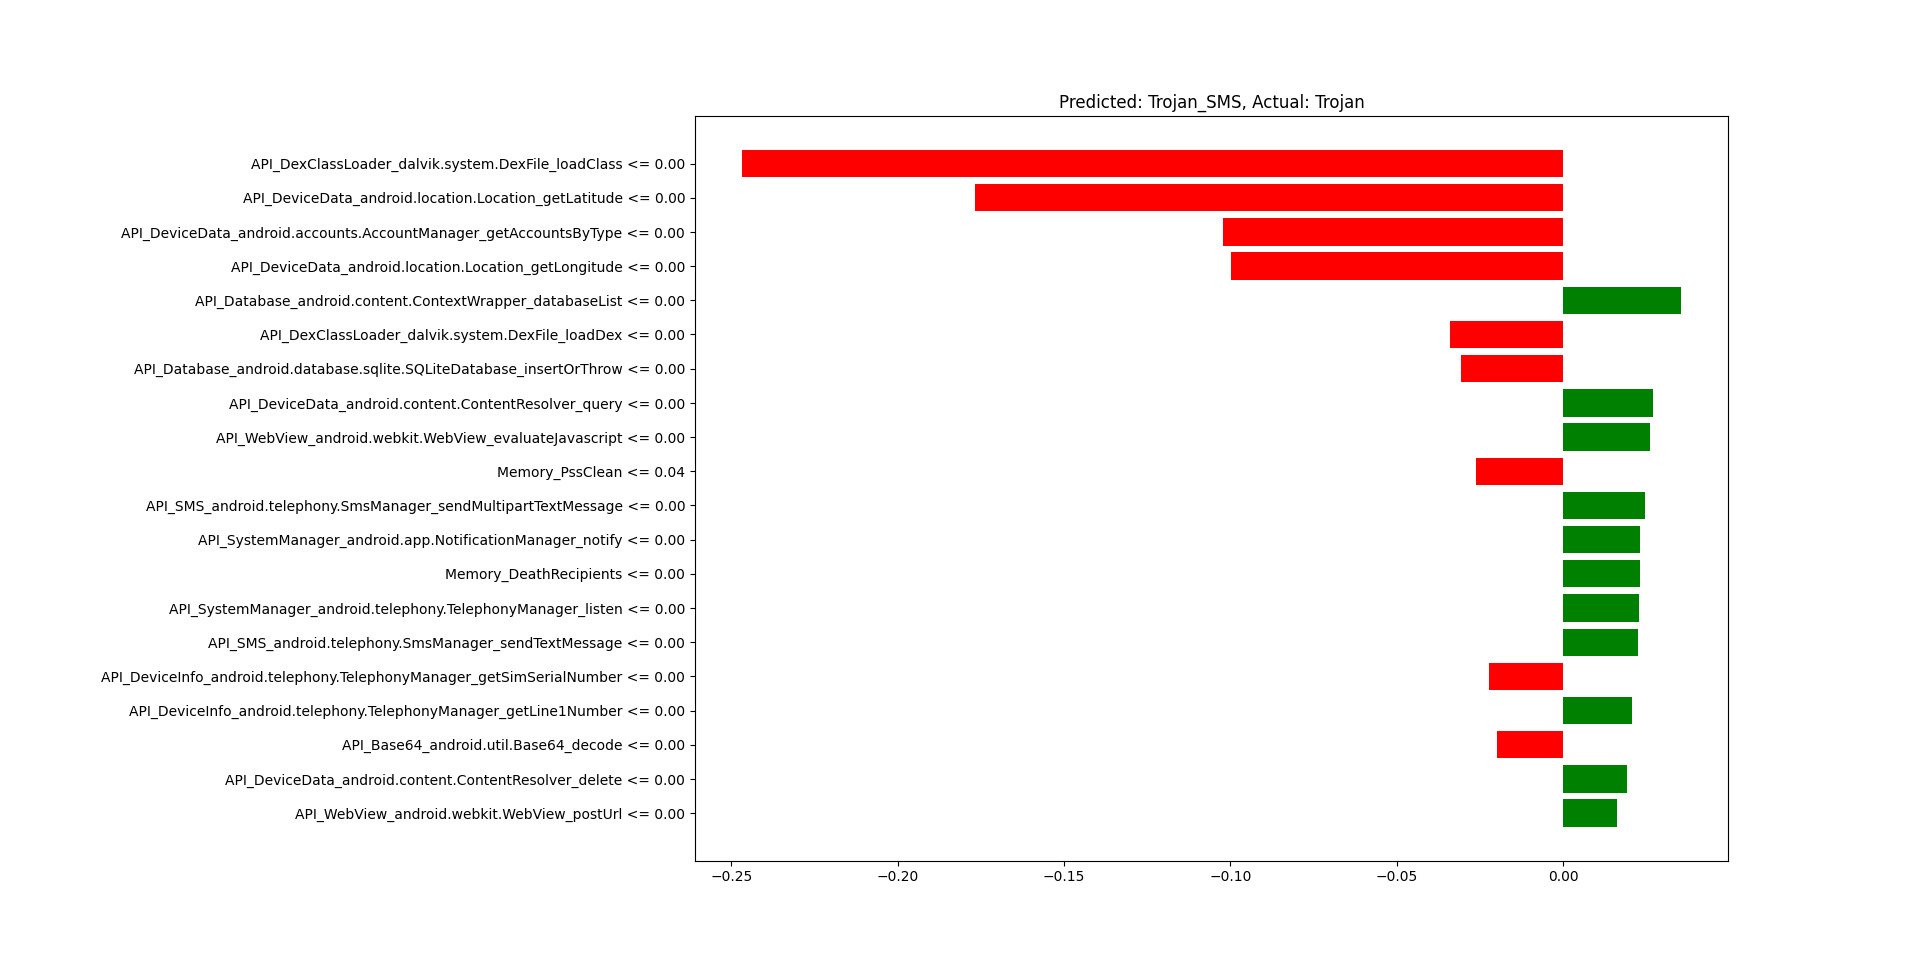 Predicted: Trojan_SMS, Actual: Trojan
API_DexClassLoader_dalvik.system.DexFile_loadClass <= 0.00
API_DeviceData_android.location.Location_getLatitude <= 0.00
API_DeviceData_android.accounts.AccountManager_getAccountsByType <= 0.00
API_DeviceData_android.location.Location_getLongitude <= 0.00
API_Database_android.content.ContextWrapper_databaseList <= 0.00
API_DexClassLoader_dalvik.system.DexFile_loadDex <= 0.00
API_Database_android.database.sqlite.SQLiteDatabase_insertOrThrow <= 0.00
API_DeviceData_android.content.ContentResolver_query <= 0.00
API_WebView_android.webkit.WebView_evaluateJavascript <= 0.00
Memory_PssClean <= 0.04
API_SMS_android.telephony.SmsManager_sendMultipartTextMessage <= 0.00
API_SystemManager_android.app.NotificationManager_notify <= 0.00
Memory_DeathRecipients <= 0.00
API_SystemManager_android.telephony.TelephonyManager_listen <= 0.00
API_SMS_android.telephony.SmsManager_sendTextMessage <= 0.00
API_DeviceInfo_android.telephony.TelephonyManager_getSimSerialNumber <= 0.00
API_DeviceInfo_android.telephony.TelephonyManager_getLine1Number <= 0.00
API_Base64_android.util.Base64_decode <= 0.00
API_DeviceData_android.content.ContentResolver_delete <= 0.00
API_WebView_android.webkit.WebView_postUrl <= 0.00
−0.25 −0.20 −0.15 −0.10 −0.05 0.00